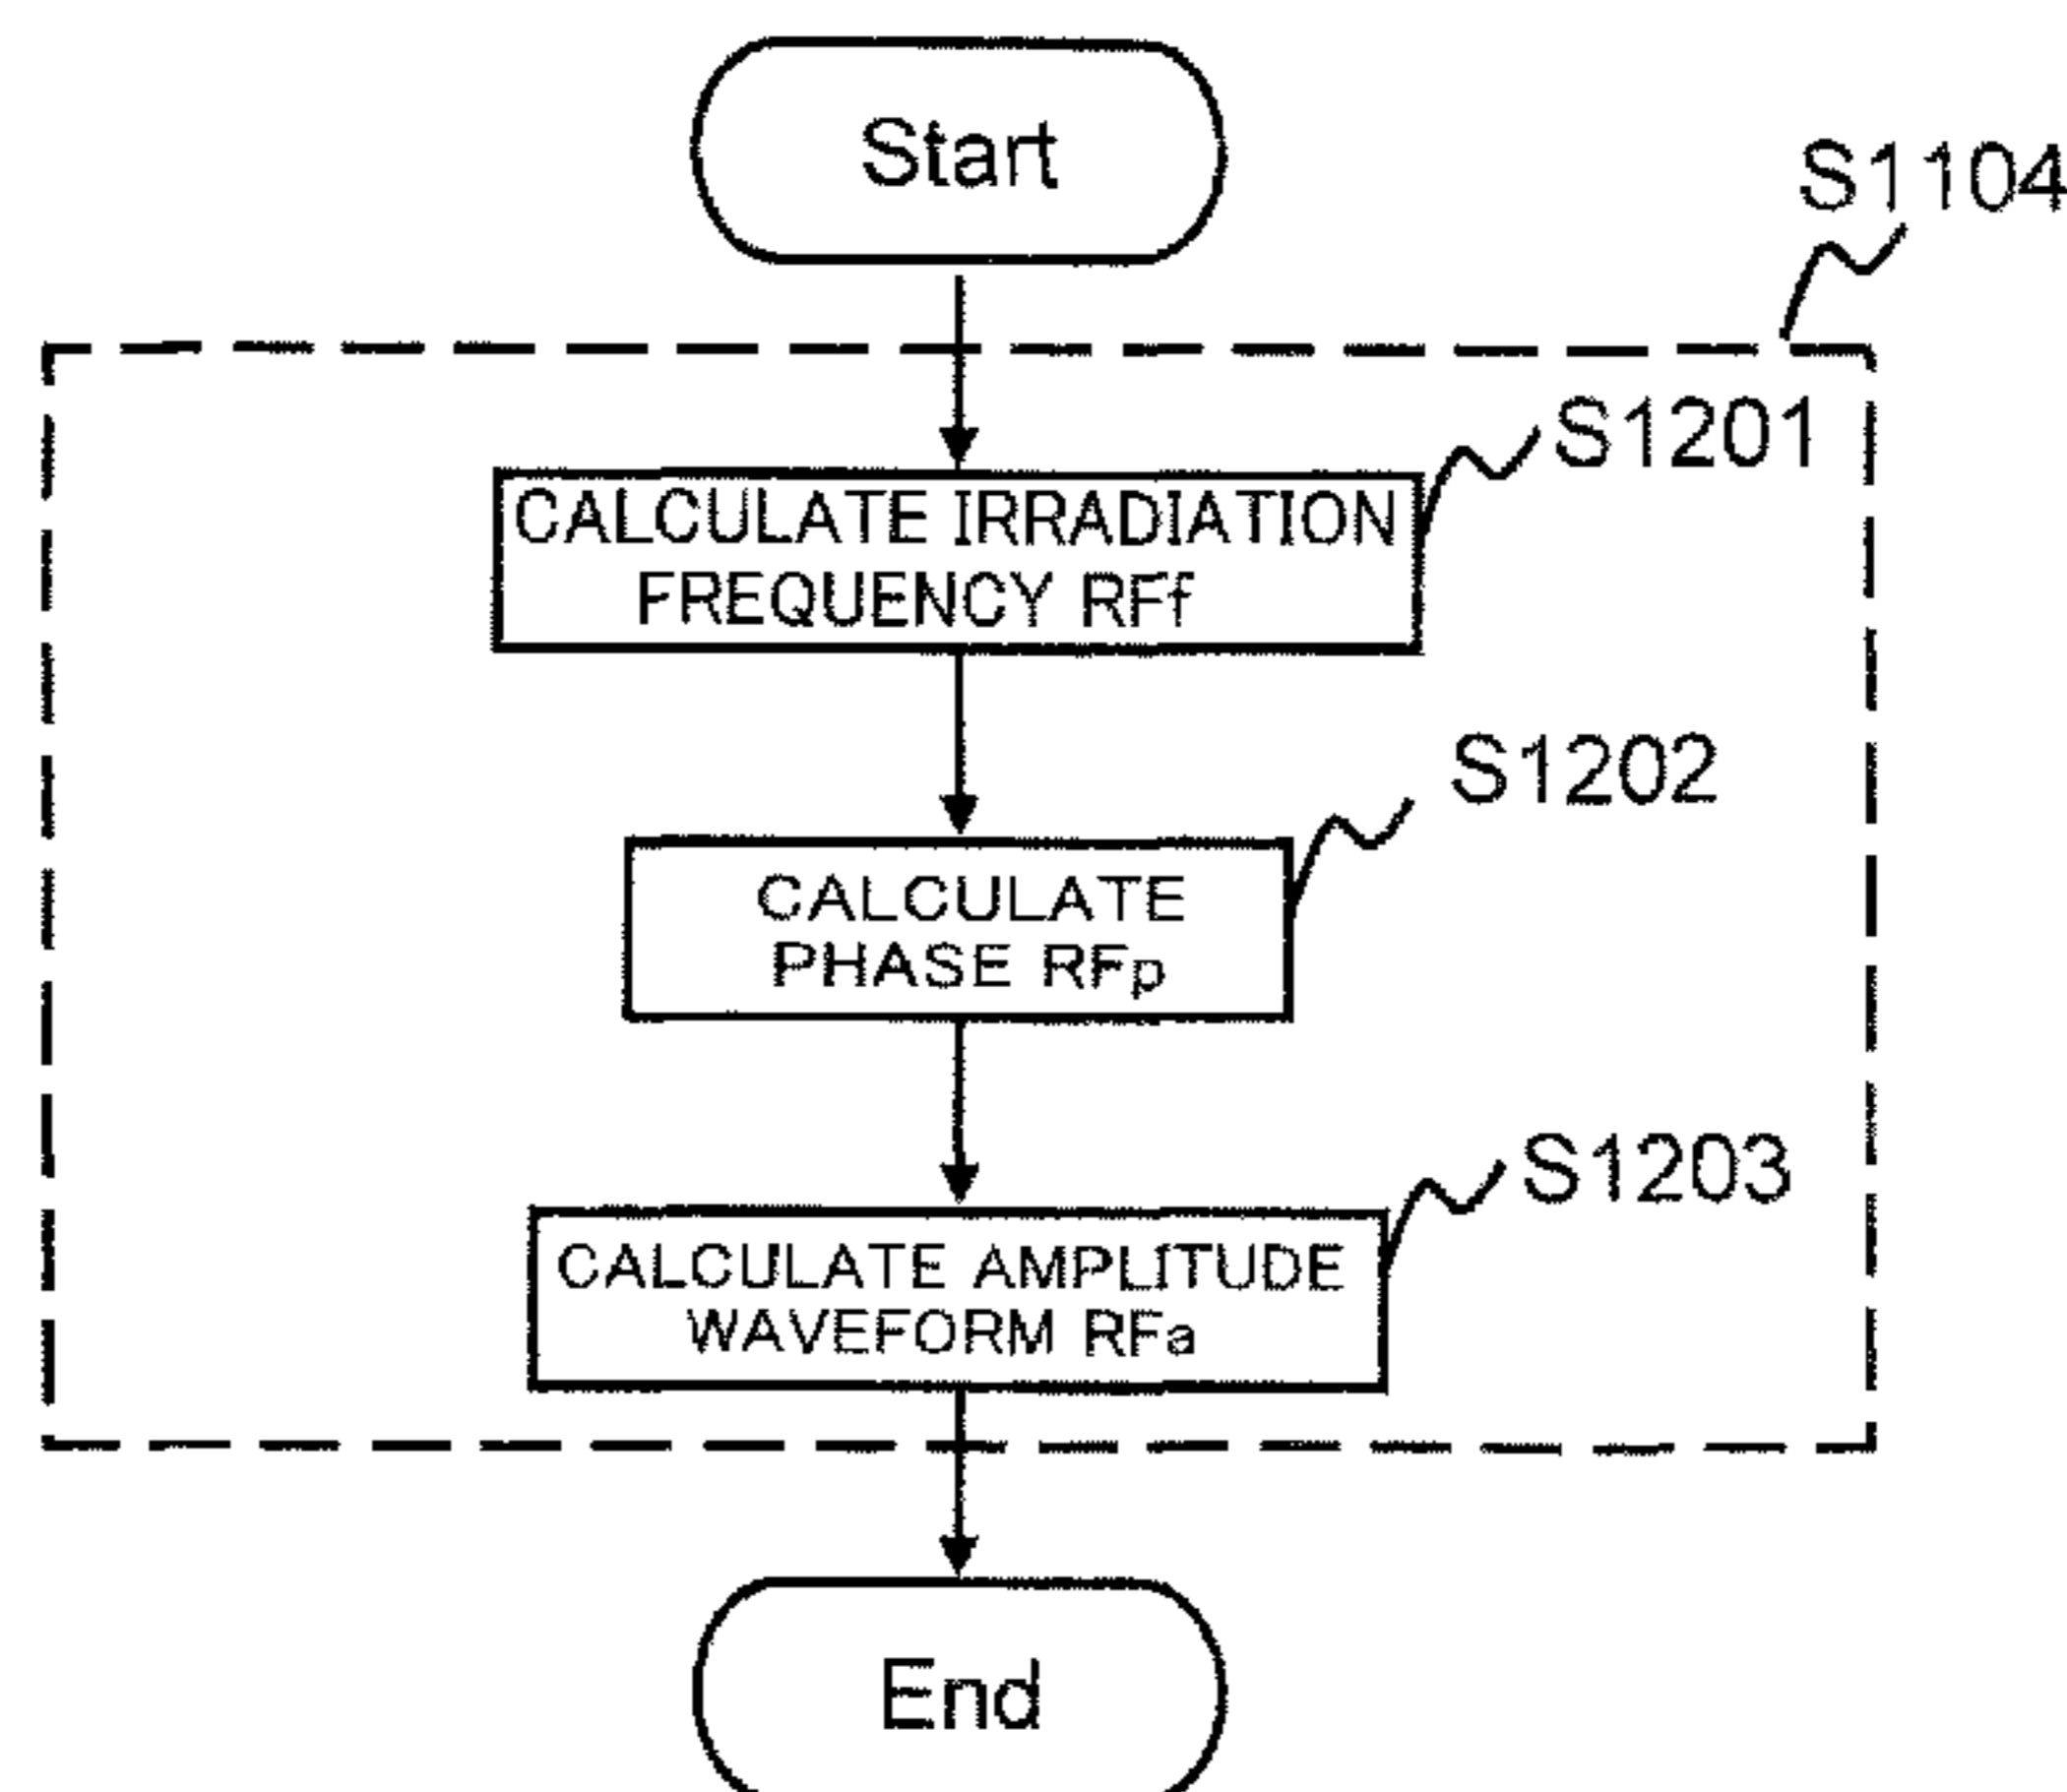 Start
S1104
S1201
CALCULATE IRRADIATION
FREQUENCY RFf
S1202
CALCULATE
PHASE RFp
S1203
CALCULATE AMPLITUDE
WAVEFORM RFa
End